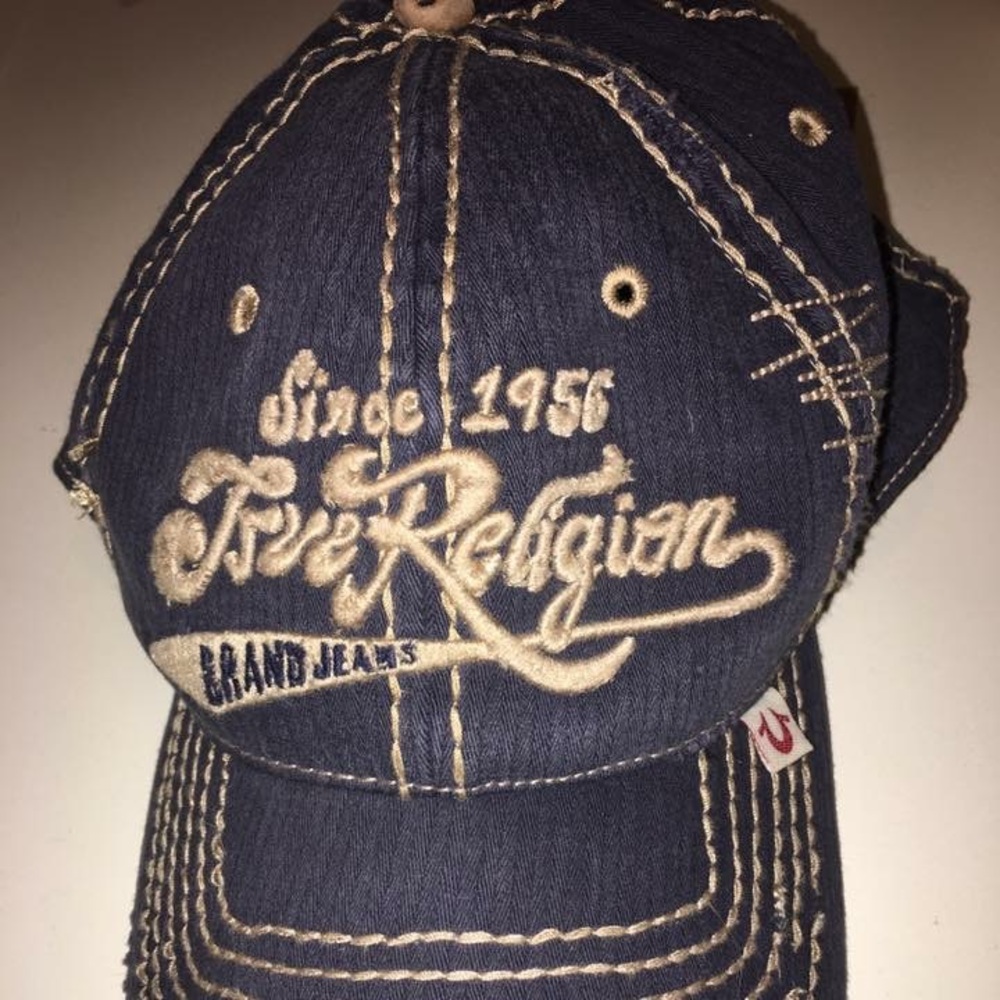 Since 1956
True Religion
BRAND JEANS